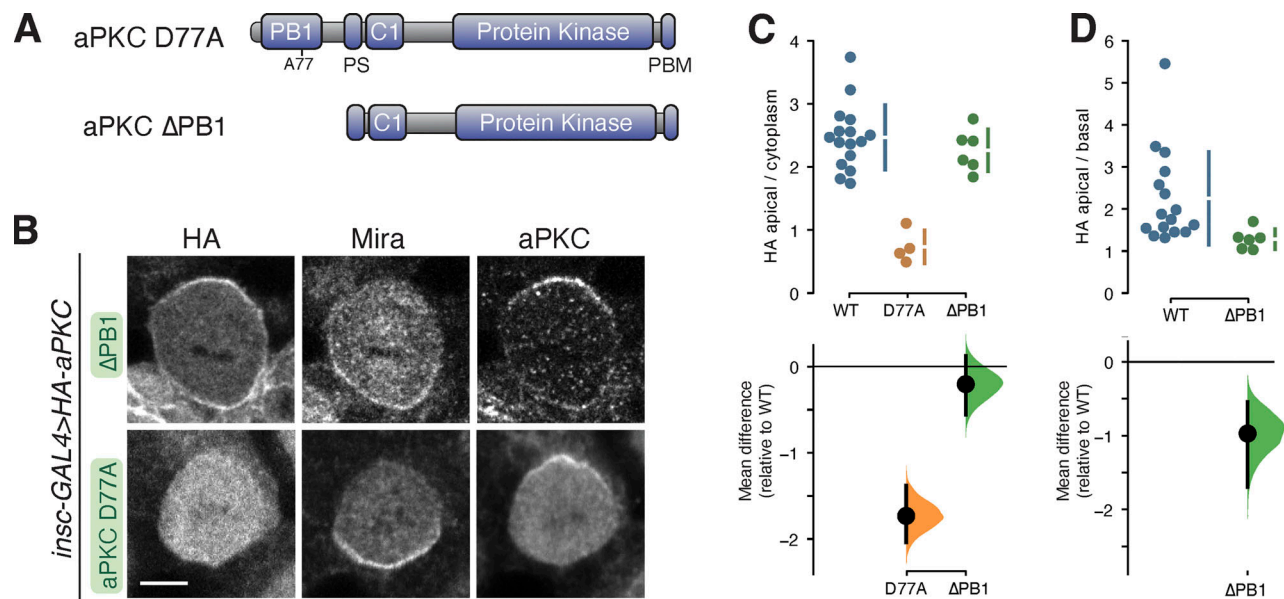 A
aPKC D77A
PB1
C1
Protein Kinase
A77
PS
PBM
aPKC ΔPB1
C1
Protein Kinase
B
HA
Mira
aPKC
insc-GAL4>HA-aPKC
ΔPB1
aPKC D77A
C
HA apical / cytoplasm
4
3
2
1
0
WT
D77A
ΔPB1
Mean difference
(relative to WT)
0
−1
−2
D77A
ΔPB1
D
HA apical / basal
6
5
4
3
2
1
0
WT
ΔPB1
Mean difference
(relative to WT)
0
−1
−2
ΔPB1